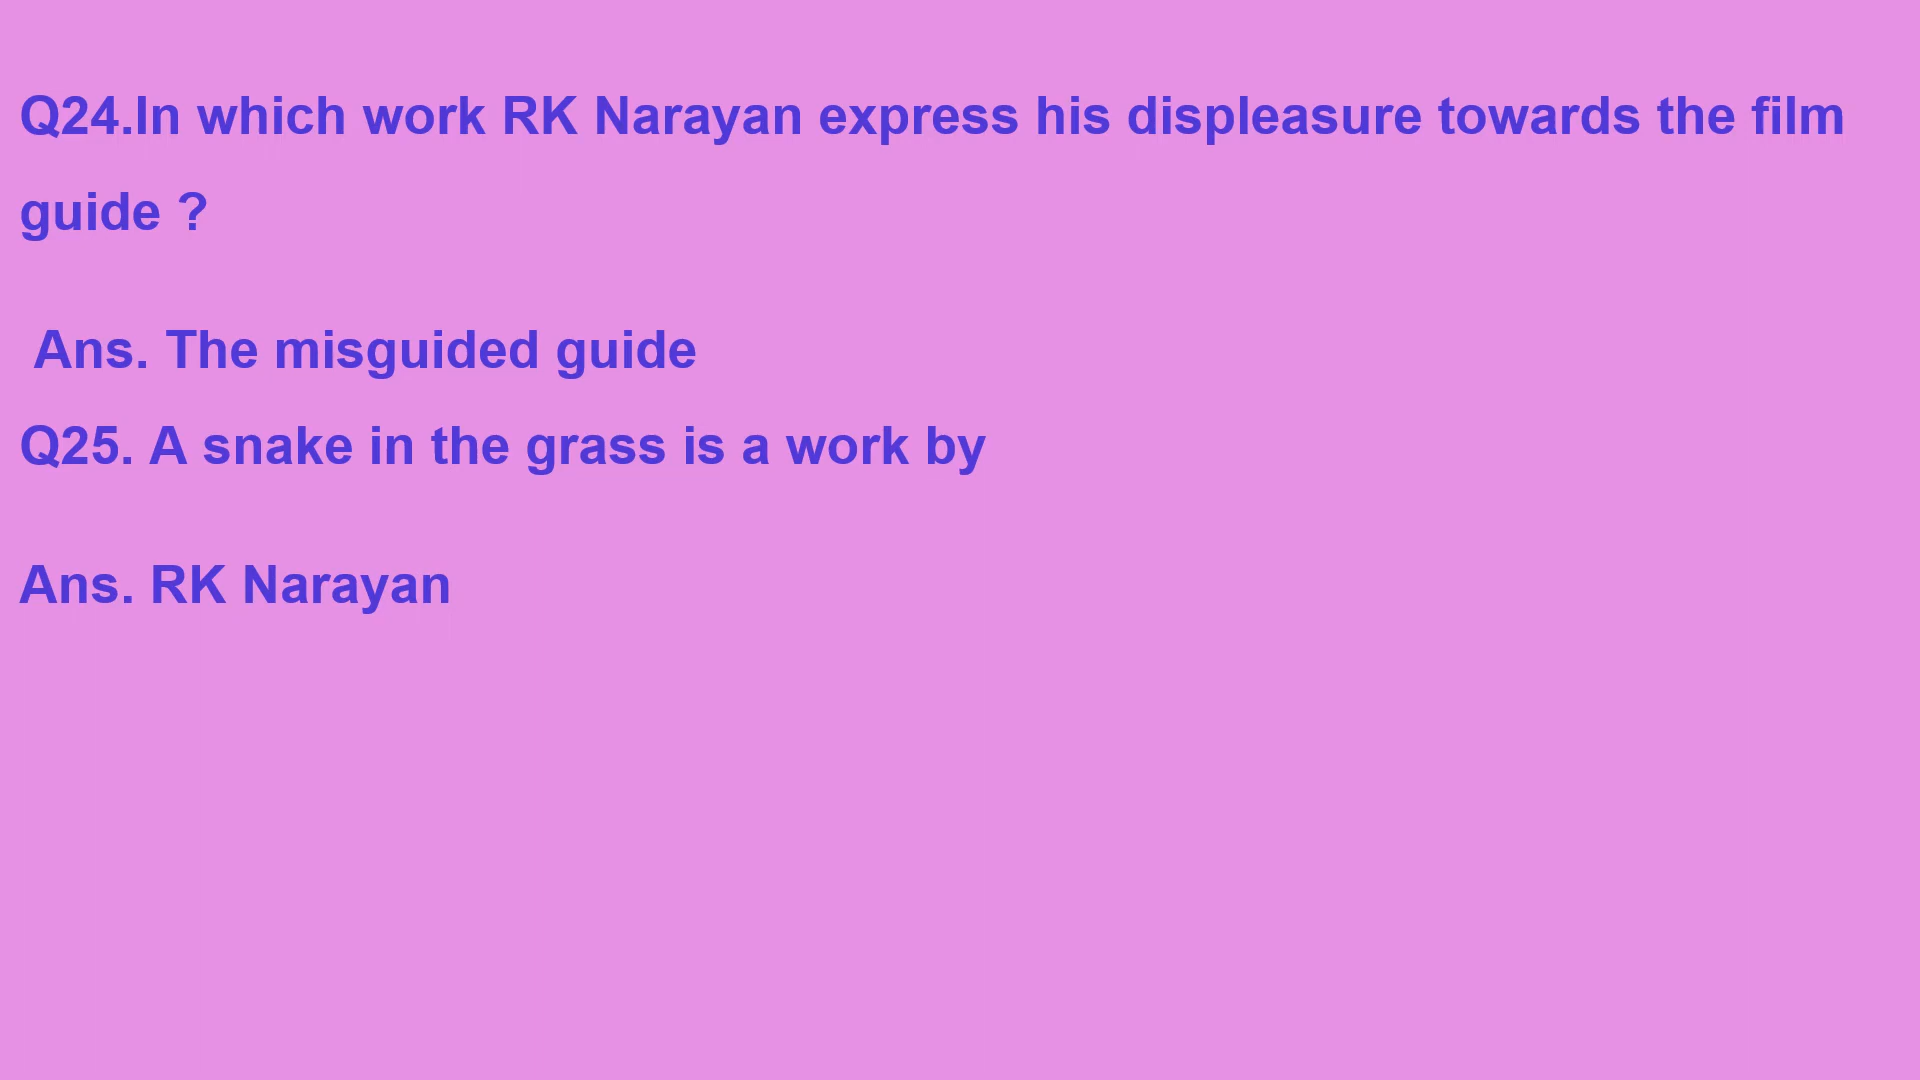 Q24.In which work RK Narayan express his displeasure towards the film
guide ?
Ans. The misguided guide
Q25. A snake in the grass is a work by
Ans. RK Narayan